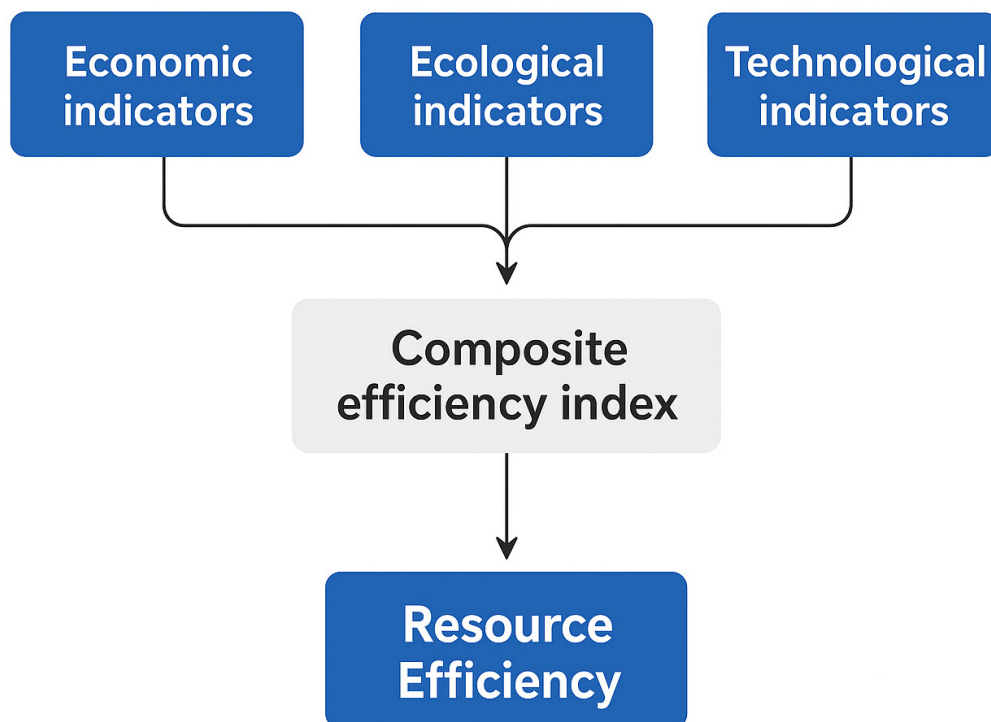 Economic
indicators
Ecological
indicators
Technological
indicators
Composite
efficiency index
Resource
Efficiency